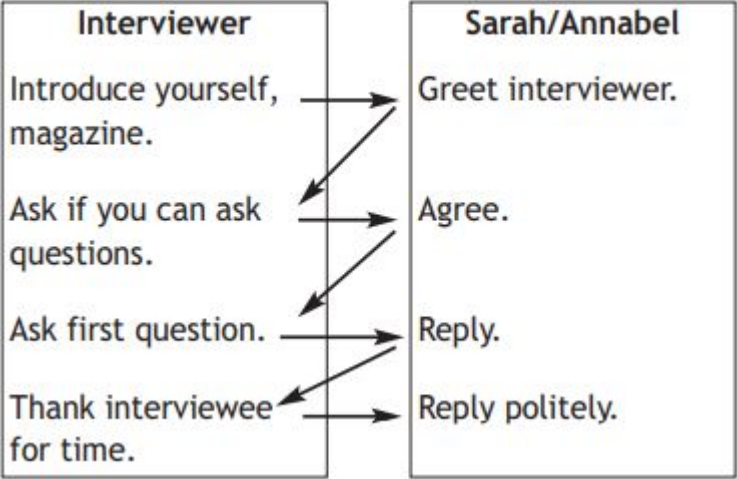 Interviewer
Sarah/Annabel
Introduce yourself,
magazine.
Greet interviewer.
Ask if you can ask
questions.
Agree.
Ask first question.
Reply.
Thank interviewee
for time.
Reply politely.